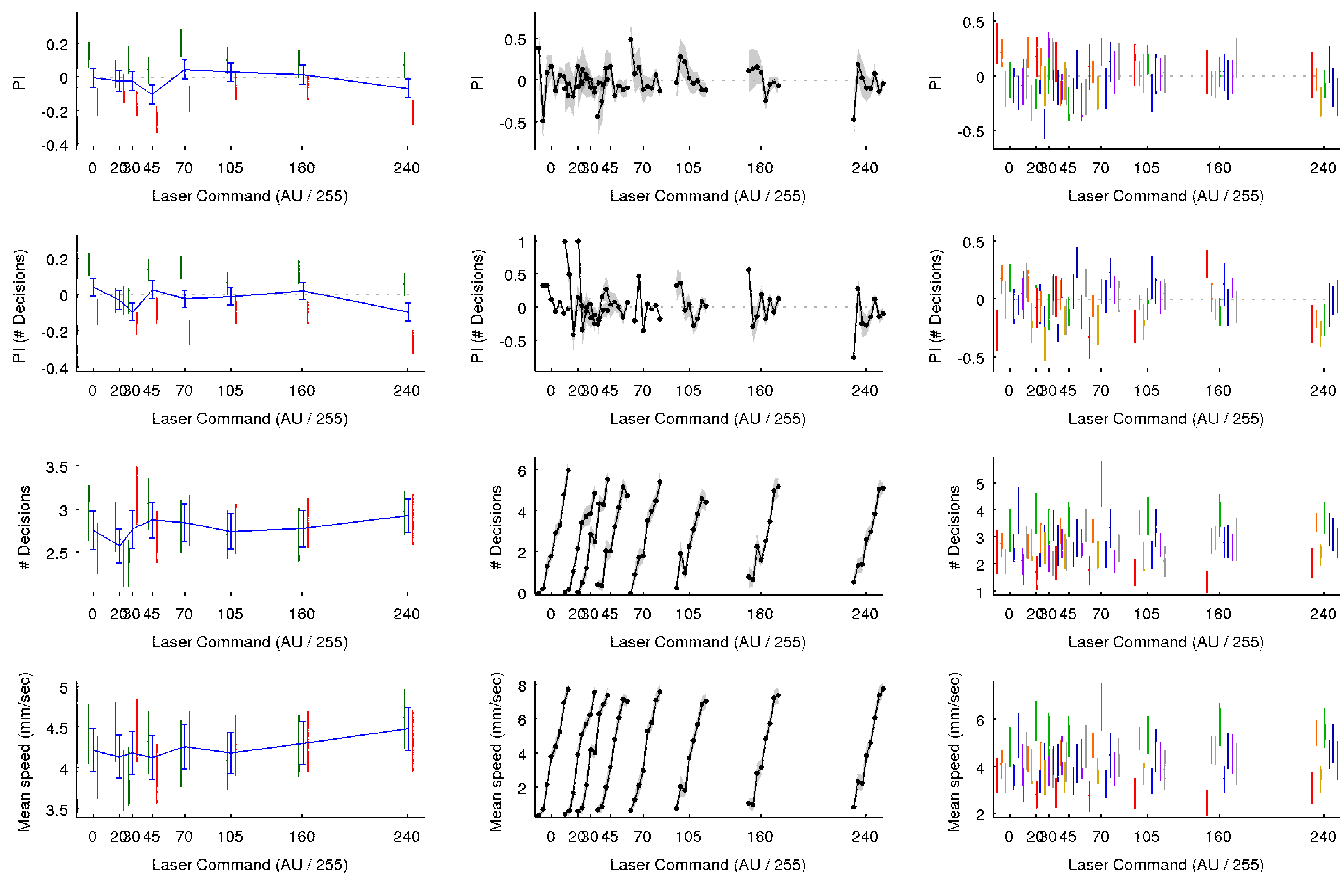 PI
0.2
0
-0.2
-0.4
0 20 30 45 70 105 160 240
Laser Command (AU / 255)
PI
0.5
0
-0.5
0 20 30 45 70 105 160 240
Laser Command (AU / 255)
PI
0.5
0
-0.5
0 20 30 45 70 105 160 240
Laser Command (AU / 255)
PI (# Decisions)
0.2
0
-0.2
-0.4
0 20 30 45 70 105 160 240
Laser Command (AU / 255)
PI (# Decisions)
1
0.5
0
-0.5
0 20 30 45 70 105 160 240
Laser Command (AU / 255)
PI (# Decisions)
0.5
0
-0.5
0 20 30 45 70 105 160 240
Laser Command (AU / 255)
# Decisions
3.5
3
2.5
0 20 30 45 70 105 160 240
Laser Command (AU / 255)
# Decisions
6
4
2
0
0 20 30 45 70 105 160 240
Laser Command (AU / 255)
# Decisions
5
4
3
2
1
0 20 30 45 70 105 160 240
Laser Command (AU / 255)
Mean speed (mm/sec)
5
4.5
4
3.5
0 20 30 45 70 105 160 240
Laser Command (AU / 255)
Mean speed (mm/sec)
8
6
4
2
0 20 30 45 70 105 160 240
Laser Command (AU / 255)
Mean speed (mm/sec)
6
4
2
0 20 30 45 70 105 160 240
Laser Command (AU / 255)